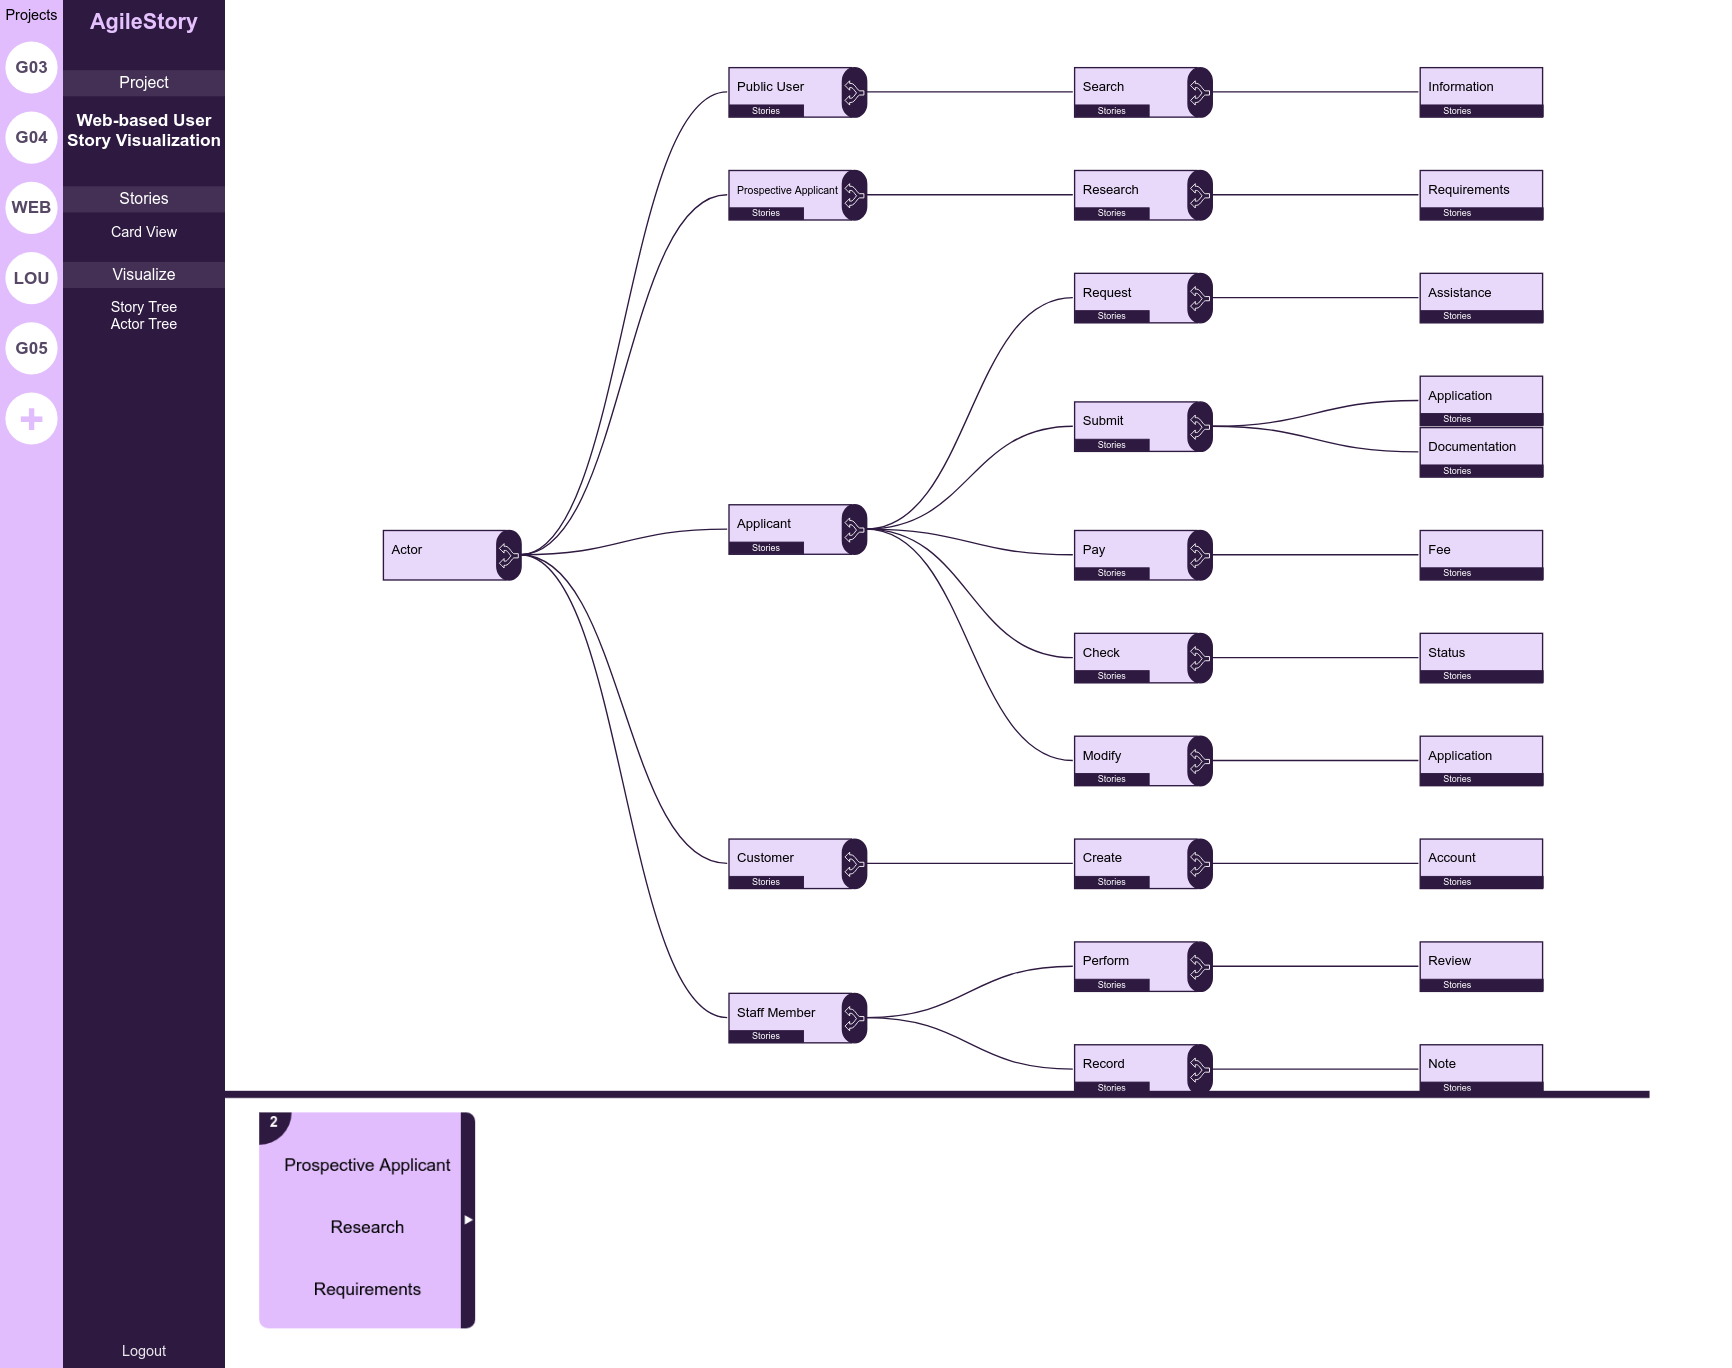 Projects
G03
G04
WEB
LOU
G05
AgileStory
Project
Web-based User
Story Visualization
Stories
Card View
Visualize
Story Tree
Actor Tree
Logout
Actor
Public User
Stories
Search
Stories
Information
Stories
Prospective Applicant
Stories
Research
Stories
Requirements
Stories
Applicant
Stories
Request
Stories
Assistance
Stories
Submit
Stories
Application
Stories
Documentation
Stories
Pay
Stories
Fee
Stories
Check
Stories
Status
Stories
Modify
Stories
Application
Stories
Customer
Stories
Create
Stories
Account
Stories
Staff Member
Stories
Perform
Stories
Review
Stories
Record
Stories
Note
Stories
2
Prospective Applicant
Research
Requirements